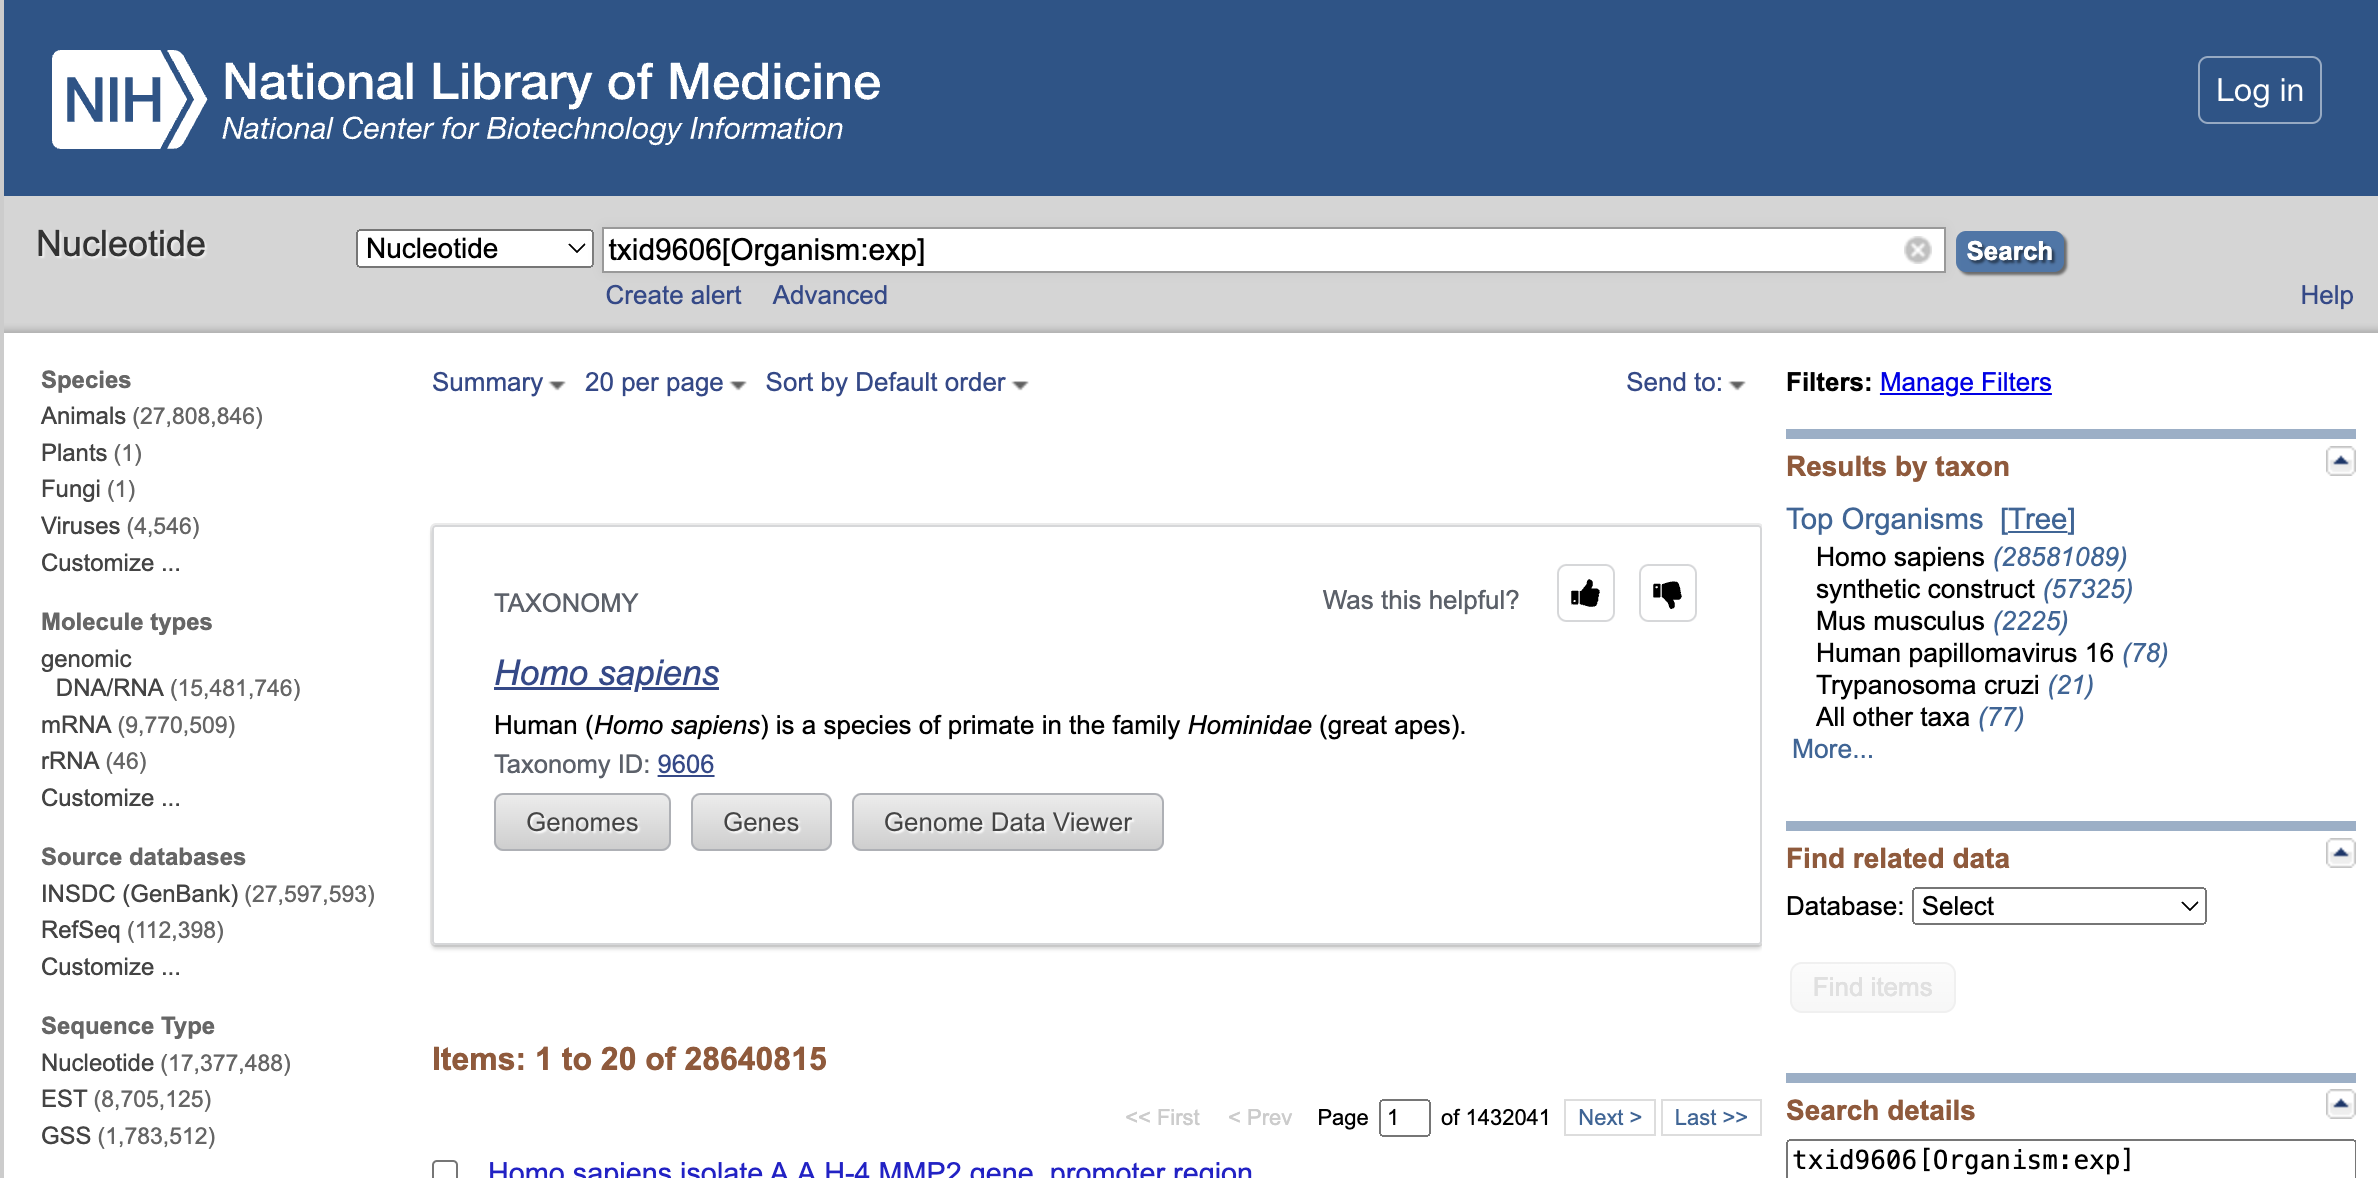 NIH National Library of Medicine
National Center for Biotechnology Information
Log in
Nucleotide
Nucleotide
txid9606[Organism:exp]
Search
Create alert Advanced
Help
Species
Animals (27,808,846)
Plants (1)
Fungi (1)
Viruses (4,546)
Customize ...
Molecule types
genomic
DNA/RNA (15,481,746)
mRNA (9,770,509)
rRNA (46)
Customize ...
Source databases
INSDC (GenBank) (27,597,593)
RefSeq (112,398)
Customize ...
Sequence Type
Nucleotide (17,377,488)
EST (8,705,125)
GSS (1,783,512)
Summary 20 per page Sort by Default order
Send to:
TAXONOMY
Was this helpful?
Homo sapiens
Human (Homo sapiens) is a species of primate in the family Hominidae (great apes).
Taxonomy ID: 9606
Genomes Genes Genome Data Viewer
Items: 1 to 20 of 28640815
<< First < Prev Page 1 of 1432041 Next > Last >>
Homo sapiens isolate A.A.H-4 MMP2 gene, promoter region
Filters: Manage Filters
Results by taxon
Top Organisms [Tree]
Homo sapiens (28581089)
synthetic construct (57325)
Mus musculus (2225)
Human papillomavirus 16 (78)
Trypanosoma cruzi (21)
All other taxa (77)
More...
Find related data
Database: Select
Find items
Search details
txid9606[Organism:exp]